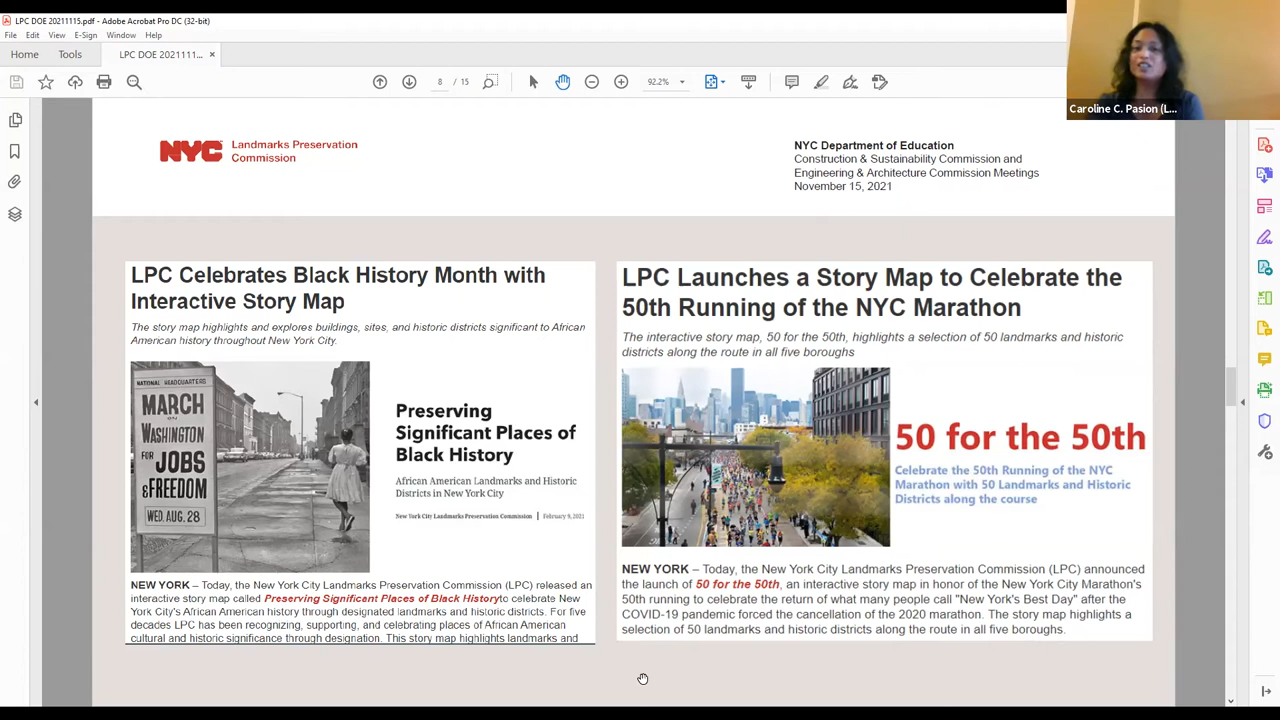 LPC DOE 20211115.pdf - Adobe Acrobat Pro DC (32-bit)
File Edit View E-Sign Window Help
Home Tools LPC DOE 2021111...
8 / 15 92.2%
Caroline C. Pasion (L...
NYC Landmarks Preservation
Commission
NYC Department of Education
Construction & Sustainability Commission and
Engineering & Architecture Commission Meetings
November 15, 2021
LPC Celebrates Black History Month with
Interactive Story Map
The story map highlights and explores buildings, sites, and historic districts significant to African
American history throughout New York City.
NATIONAL HEADQUARTERS
MARCH
ON
WASHINGTON
FOR JOBS
& FREEDOM
WED. AUG. 28
Preserving
Significant Places of
Black History
African American Landmarks and Historic
Districts in New York City
New York City Landmarks Preservation Commission | February 9, 2021
NEW YORK – Today, the New York City Landmarks Preservation Commission (LPC) released an
interactive story map called Preserving Significant Places of Black Historyto celebrate New
York City's African American history through designated landmarks and historic districts. For five
decades LPC has been recognizing, supporting, and celebrating places of African American
cultural and historic significance through designation. This story map highlights landmarks and
LPC Launches a Story Map to Celebrate the
50th Running of the NYC Marathon
The interactive story map, 50 for the 50th, highlights a selection of 50 landmarks and historic
districts along the route in all five boroughs
50 for the 50th
Celebrate the 50th Running of the NYC
Marathon with 50 Landmarks and Historic
Districts along the course
NEW YORK – Today, the New York City Landmarks Preservation Commission (LPC) announced
the launch of 50 for the 50th, an interactive story map in honor of the New York City Marathon's
50th running to celebrate the return of what many people call "New York's Best Day" after the
COVID-19 pandemic forced the cancellation of the 2020 marathon. The story map highlights a
selection of 50 landmarks and historic districts along the route in all five boroughs.